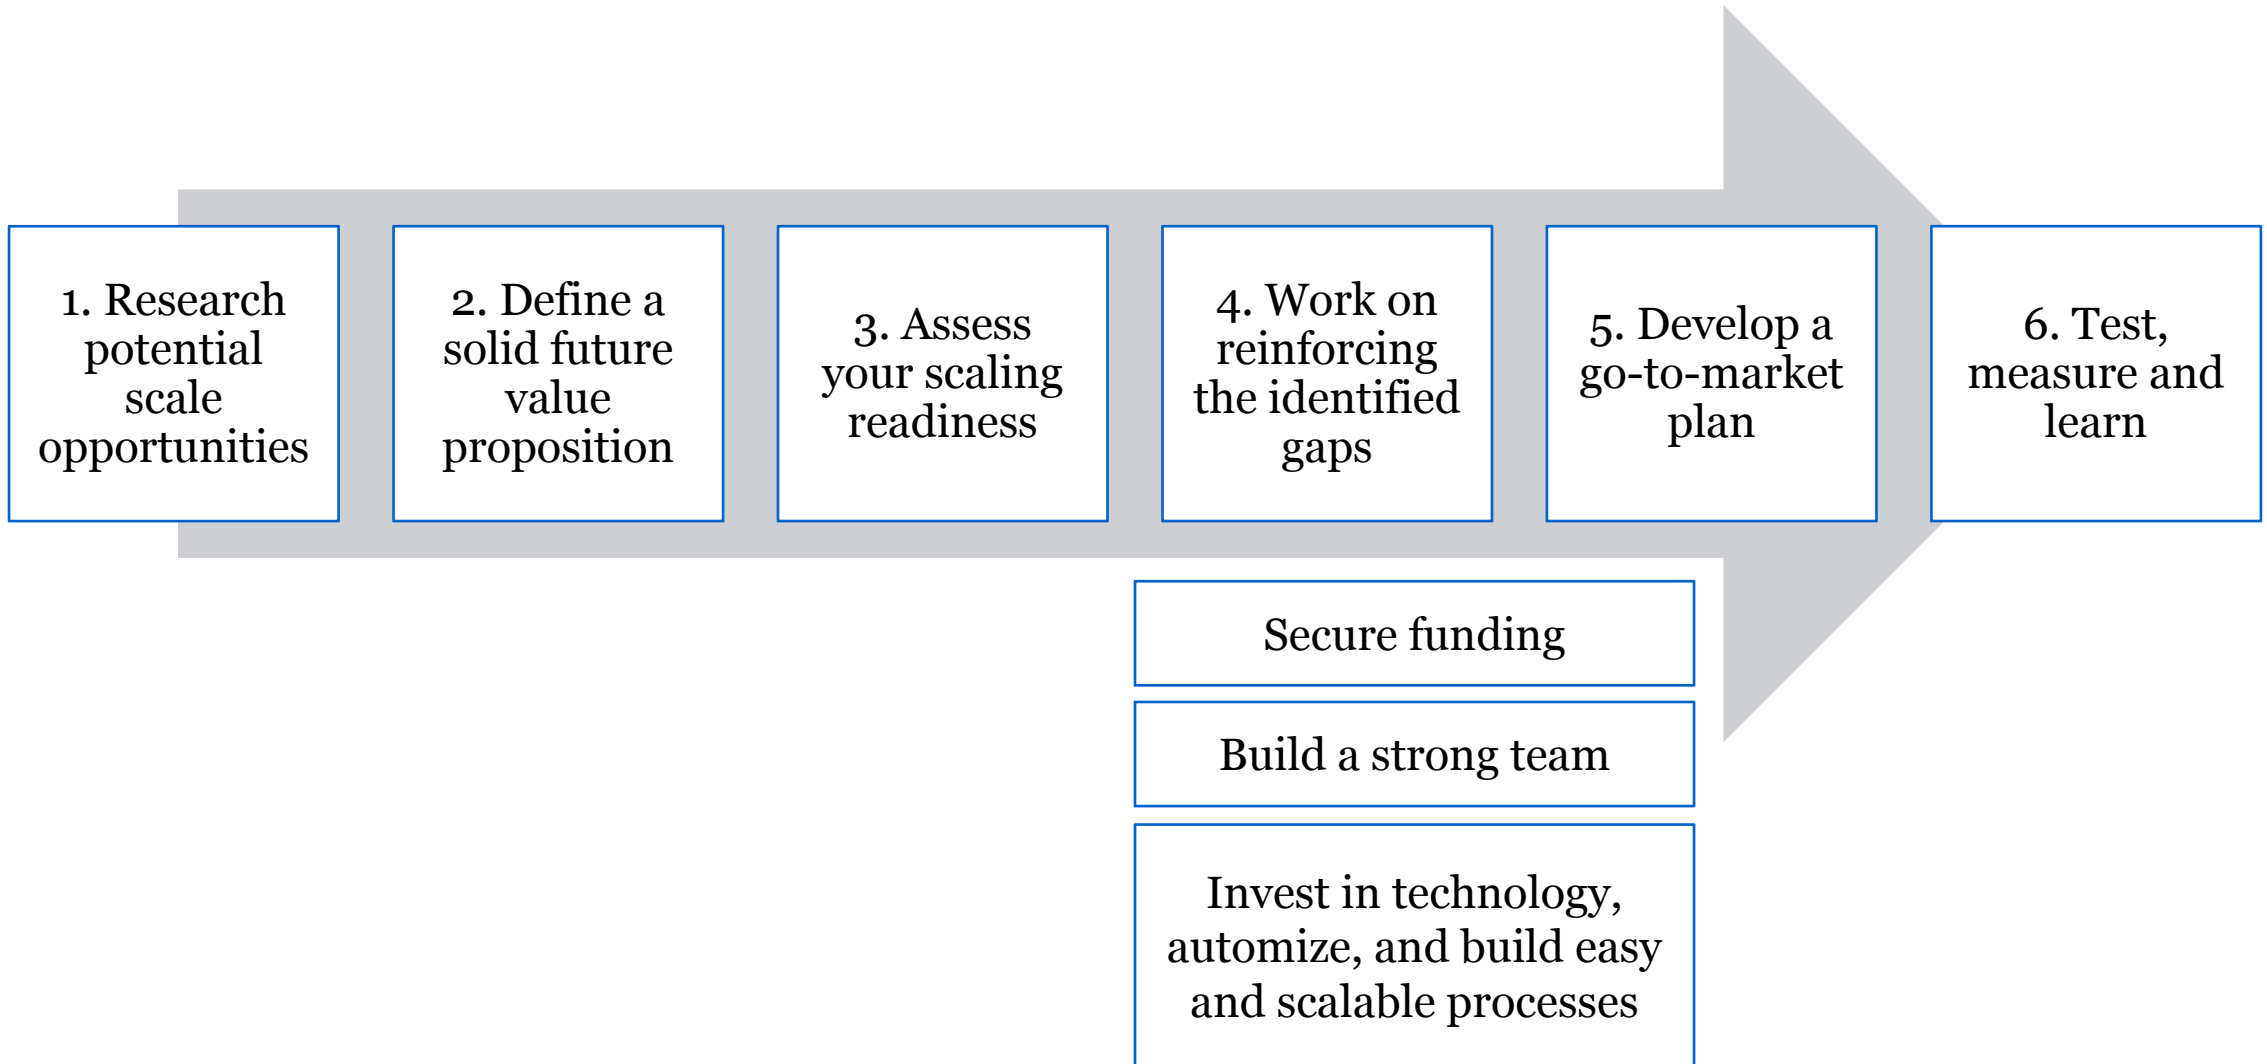 1. Research
potential
scale
opportunities
2. Define a
solid future
value
proposition
3. Assess
your scaling
readiness
4. Work on
reinforcing
the identified
gaps
5. Develop a
go-to-market
plan
6. Test,
measure and
learn
Secure funding
Build a strong team
Invest in technology,
automize, and build easy
and scalable processes